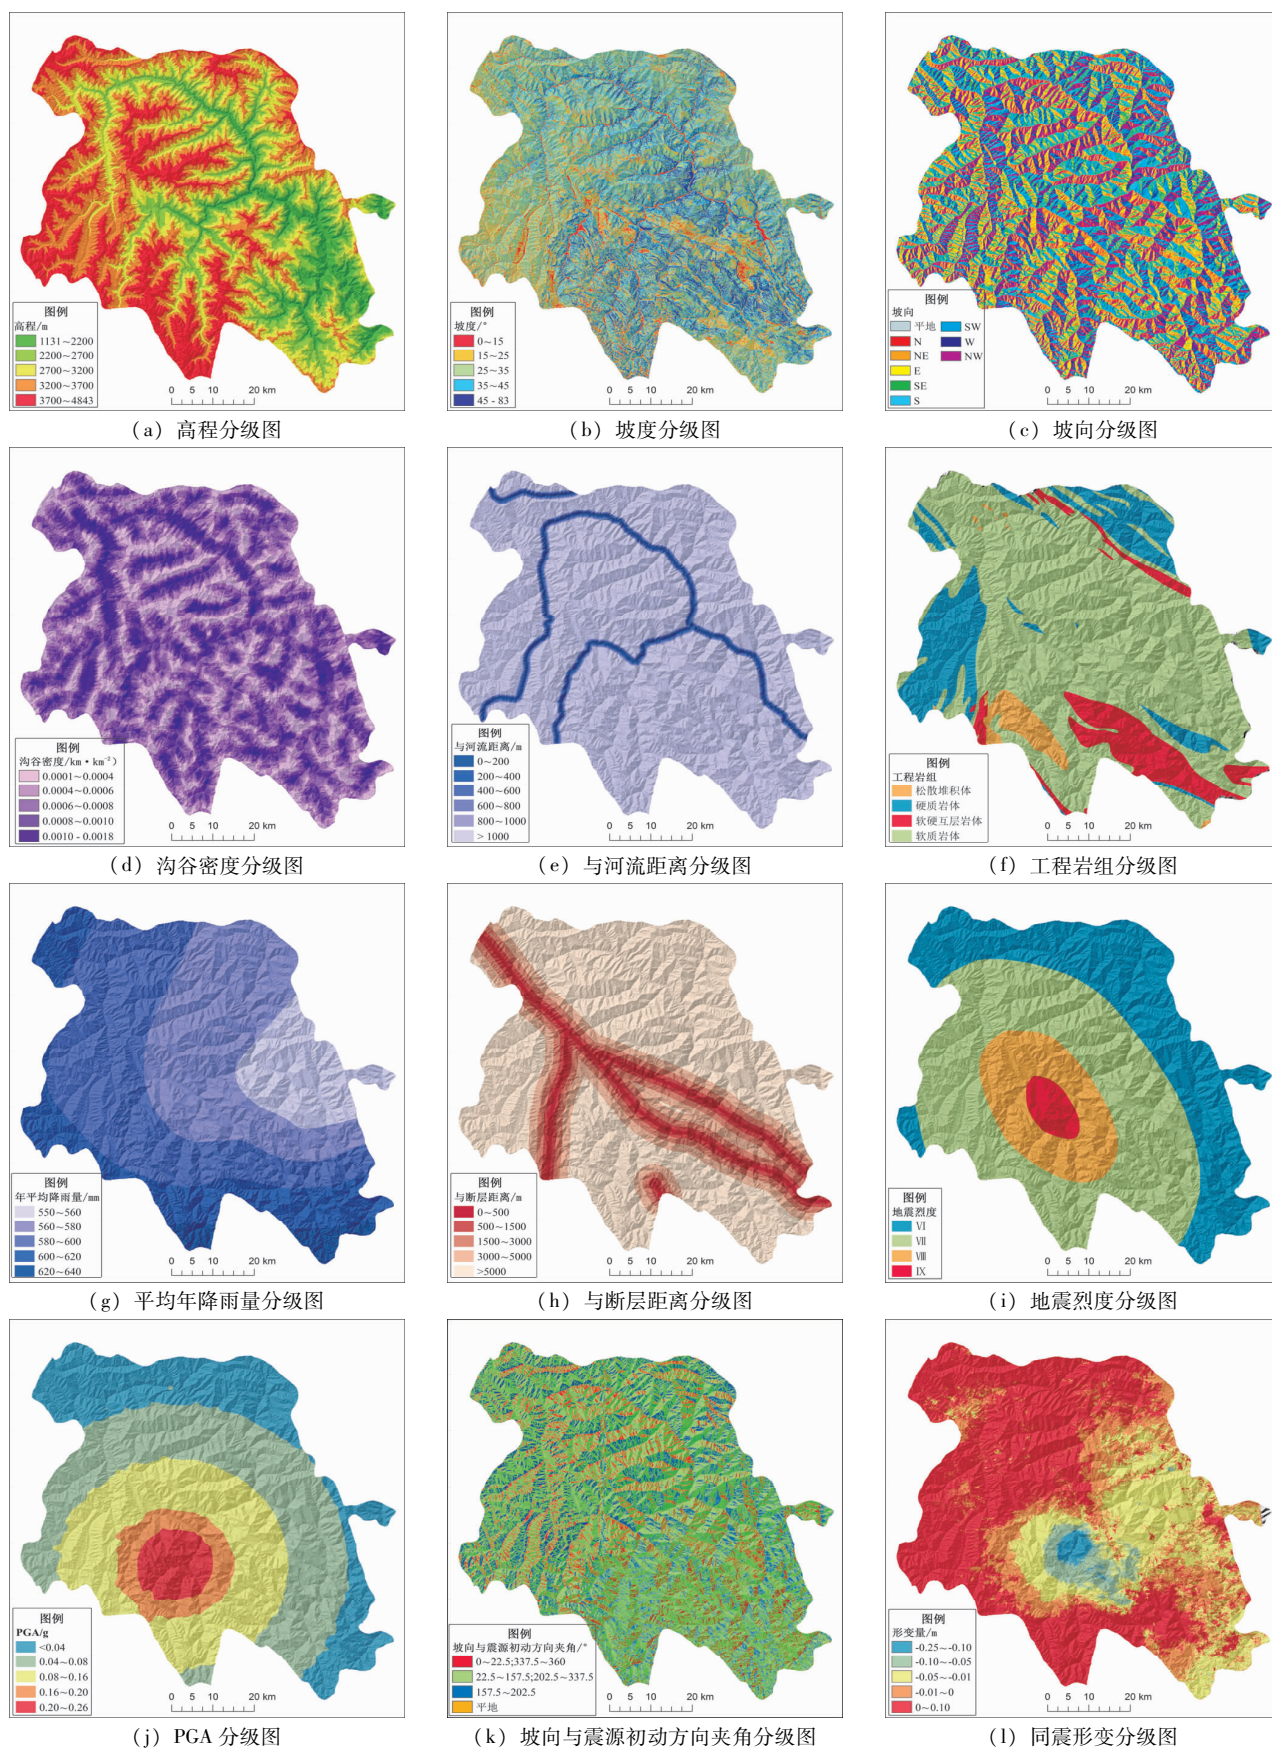 图例
高程/m
1131~2200
2200~2700
2700~3200
3200~3700
3700~4843
0 5 10 20 km
(a) 高程分级图
图例
坡度/°
0~15
15~25
25~35
35~45
45 - 83
0 5 10 20 km
(b) 坡度分级图
图例
坡向
平地 SW
N W
NE NW
E
SE
S
0 5 10 20 km
(c) 坡向分级图
图例
沟谷密度/km·km⁻²)
0.0001~0.0004
0.0004~0.0006
0.0006~0.0008
0.0008~0.0010
0.0010 - 0.0018
0 5 10 20 km
(d) 沟谷密度分级图
图例
与河流距离/m
0~200
200~400
400~600
600~800
800~1000
> 1000
0 5 10 20 km
(e) 与河流距离分级图
图例
工程岩组
松散堆积体
硬质岩体
软硬互层岩体
软质岩体
0 5 10 20 km
(f) 工程岩组分级图
图例
年平均降雨量/mm
550~560
560~580
580~600
600~620
620~640
0 5 10 20 km
(g) 平均年降雨量分级图
图例
与断层距离/m
0~500
500~1500
1500~3000
3000~5000
>5000
0 5 10 20 km
(h) 与断层距离分级图
图例
地震烈度
Ⅵ
Ⅶ
Ⅷ
Ⅸ
0 5 10 20 km
(i) 地震烈度分级图
图例
PGA/g
<0.04
0.04~0.08
0.08~0.16
0.16~0.20
0.20~0.26
0 5 10 20 km
(j) PGA 分级图
图例
坡向与震源初动方向夹角/°
0~22.5;337.5~360
22.5~157.5;202.5~337.5
157.5~202.5
平地
0 5 10 20 km
(k) 坡向与震源初动方向夹角分级图
图例
形变量/m
-0.25~-0.10
-0.10~-0.05
-0.05~-0.01
-0.01~0
0~0.10
0 5 10 20 km
(l) 同震形变分级图